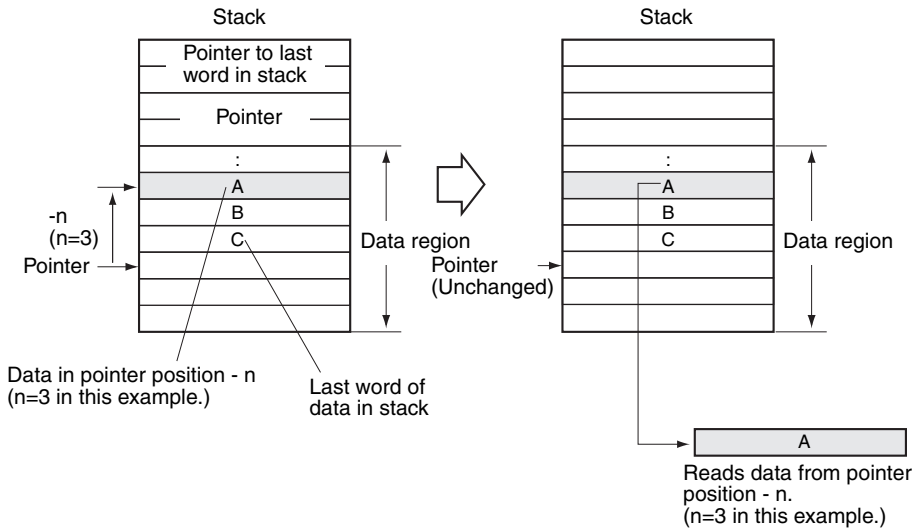 Stack
Pointer to last
word in stack
Pointer
:
A
B
C
-n
(n=3)
Pointer
Data region
Data in pointer position - n
(n=3 in this example.)
Last word of
data in stack
Stack
:
A
B
C
Pointer
(Unchanged)
Data region
A
Reads data from pointer
position - n.
(n=3 in this example.)